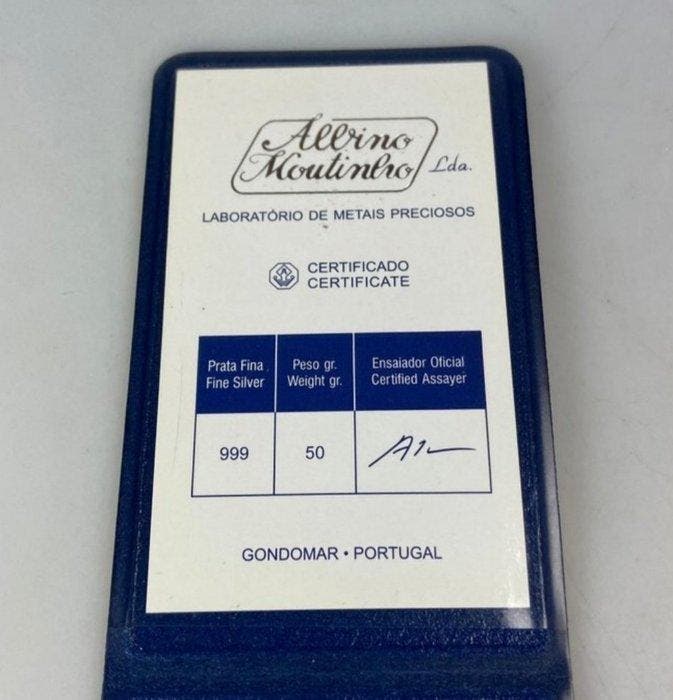 Albino
Moutinho Lda.
LABORATÓRIO DE METAIS PRECIOSOS
CERTIFICADO
CERTIFICATE
Prata Fina
Fine Silver
Peso gr.
Weight gr.
Ensaiador Oficial
Certified Assayer
999
50
GONDOMAR • PORTUGAL